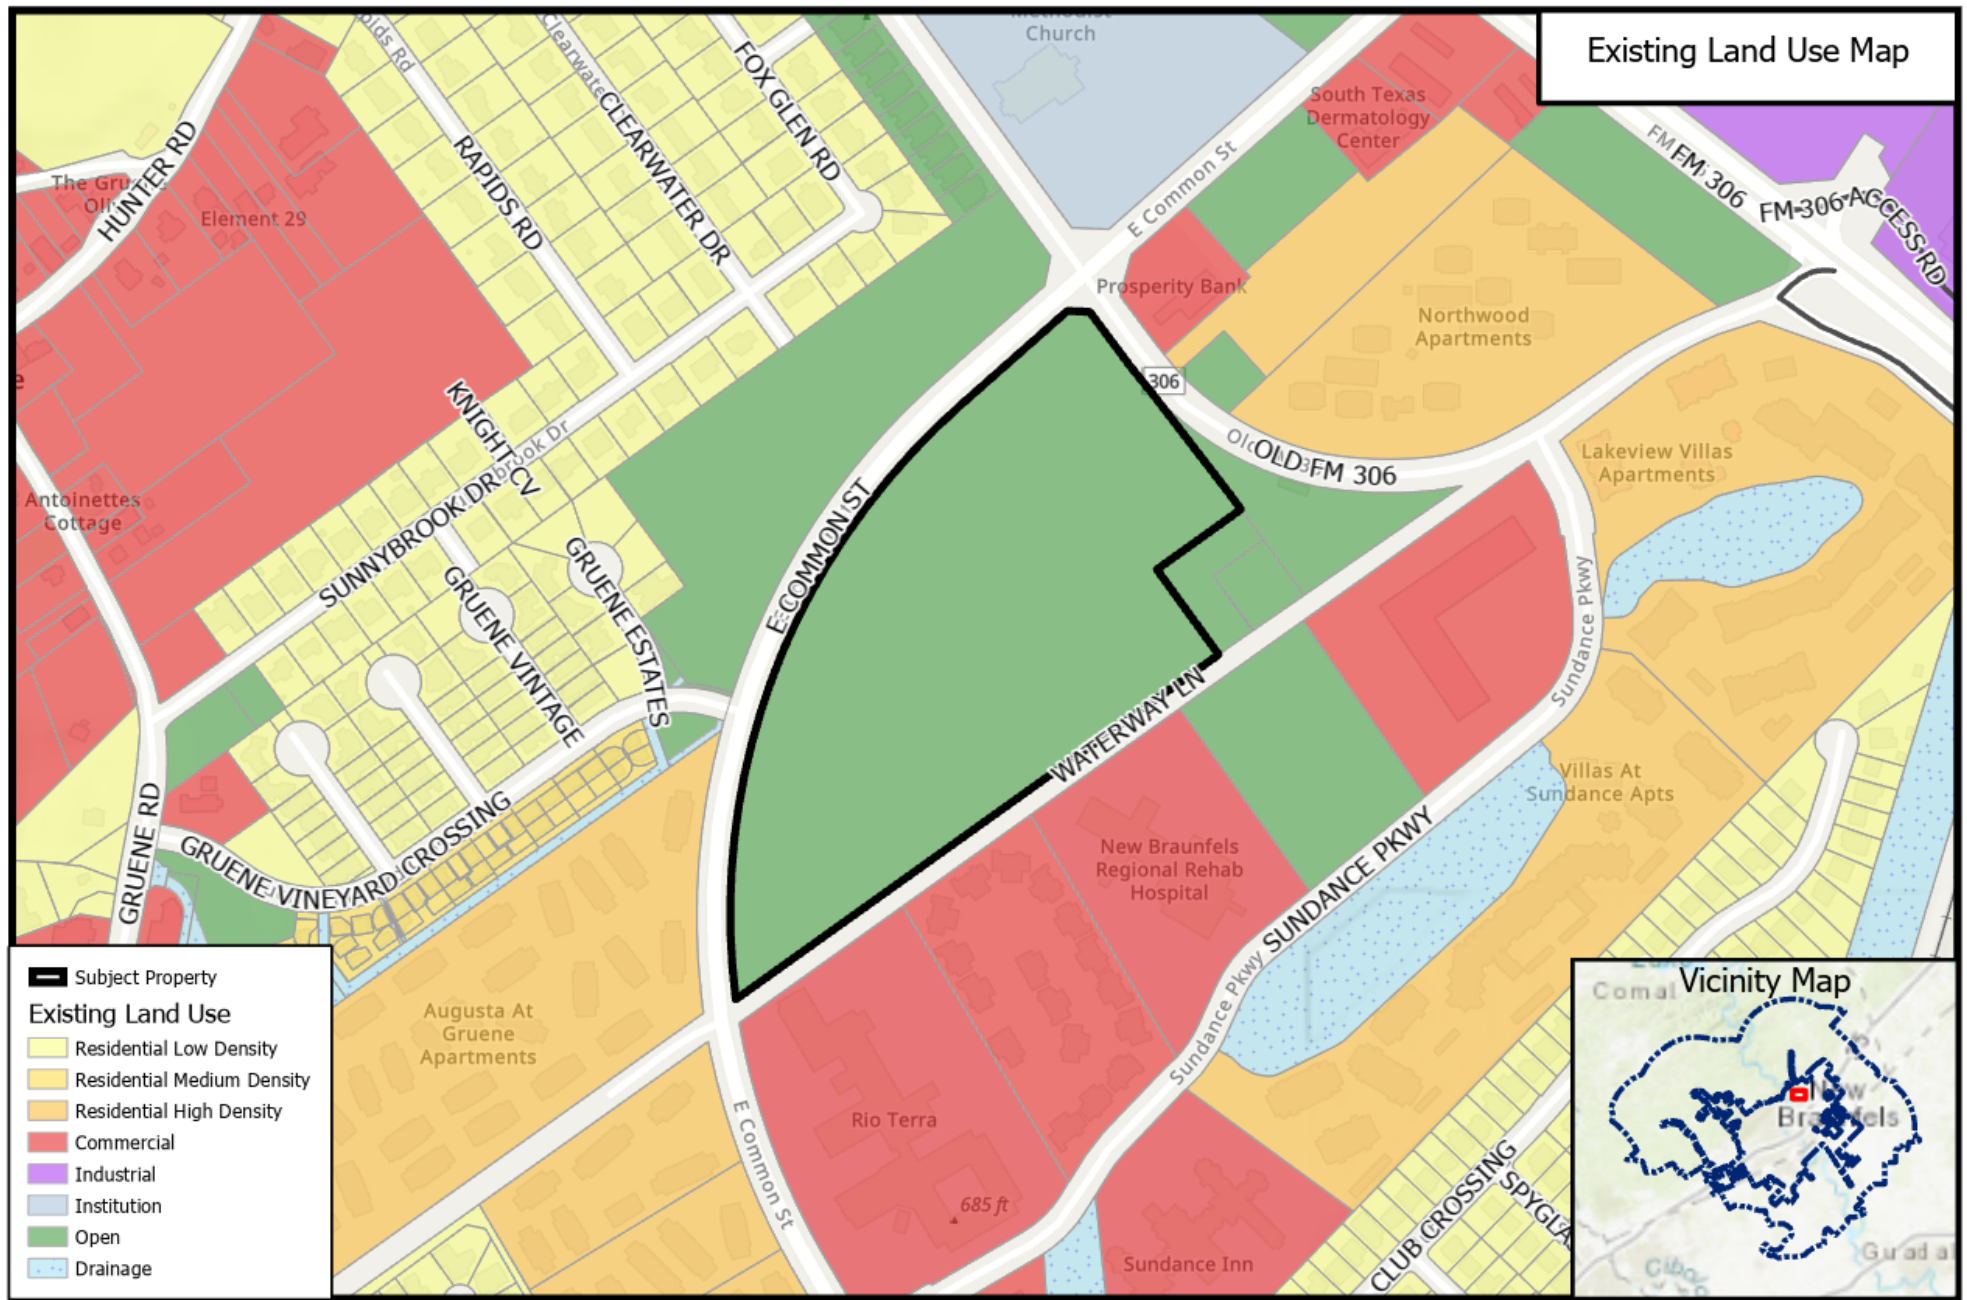 Existing Land Use Map
Church
South Texas
Dermatology
Center
E Common St
FM 306
FM 306 ACCESS RD
HUNTER RD
Element 29
RAPIDS RD
CLEARWATER DR
FOX GLEN RD
Prosperity Bank
Northwood
Apartments
306
OLD FM 306
Lakeview Villas
Apartments
KNIGHT CV
SUNNYBROOK DR
Antoinettes
Cottage
GRUENE VINTAGE
GRUENE ESTATES
E COMMON ST
Sundance Pkwy
WATERWAY LN
Villas At
Sundance Apts
GRUENE RD
GRUENE VINEYARD CROSSING
New Braunfels
Regional Rehab
Hospital
SUNDANCE PKWY
Sundance Pkwy
Augusta At
Gruene
Apartments
E Common St
Rio Terra
685 ft
Sundance Inn
CLUB CROSSING
Subject Property
Existing Land Use
Residential Low Density
Residential Medium Density
Residential High Density
Commercial
Industrial
Institution
Open
Drainage
Vicinity Map
Comal
New
Braunfels